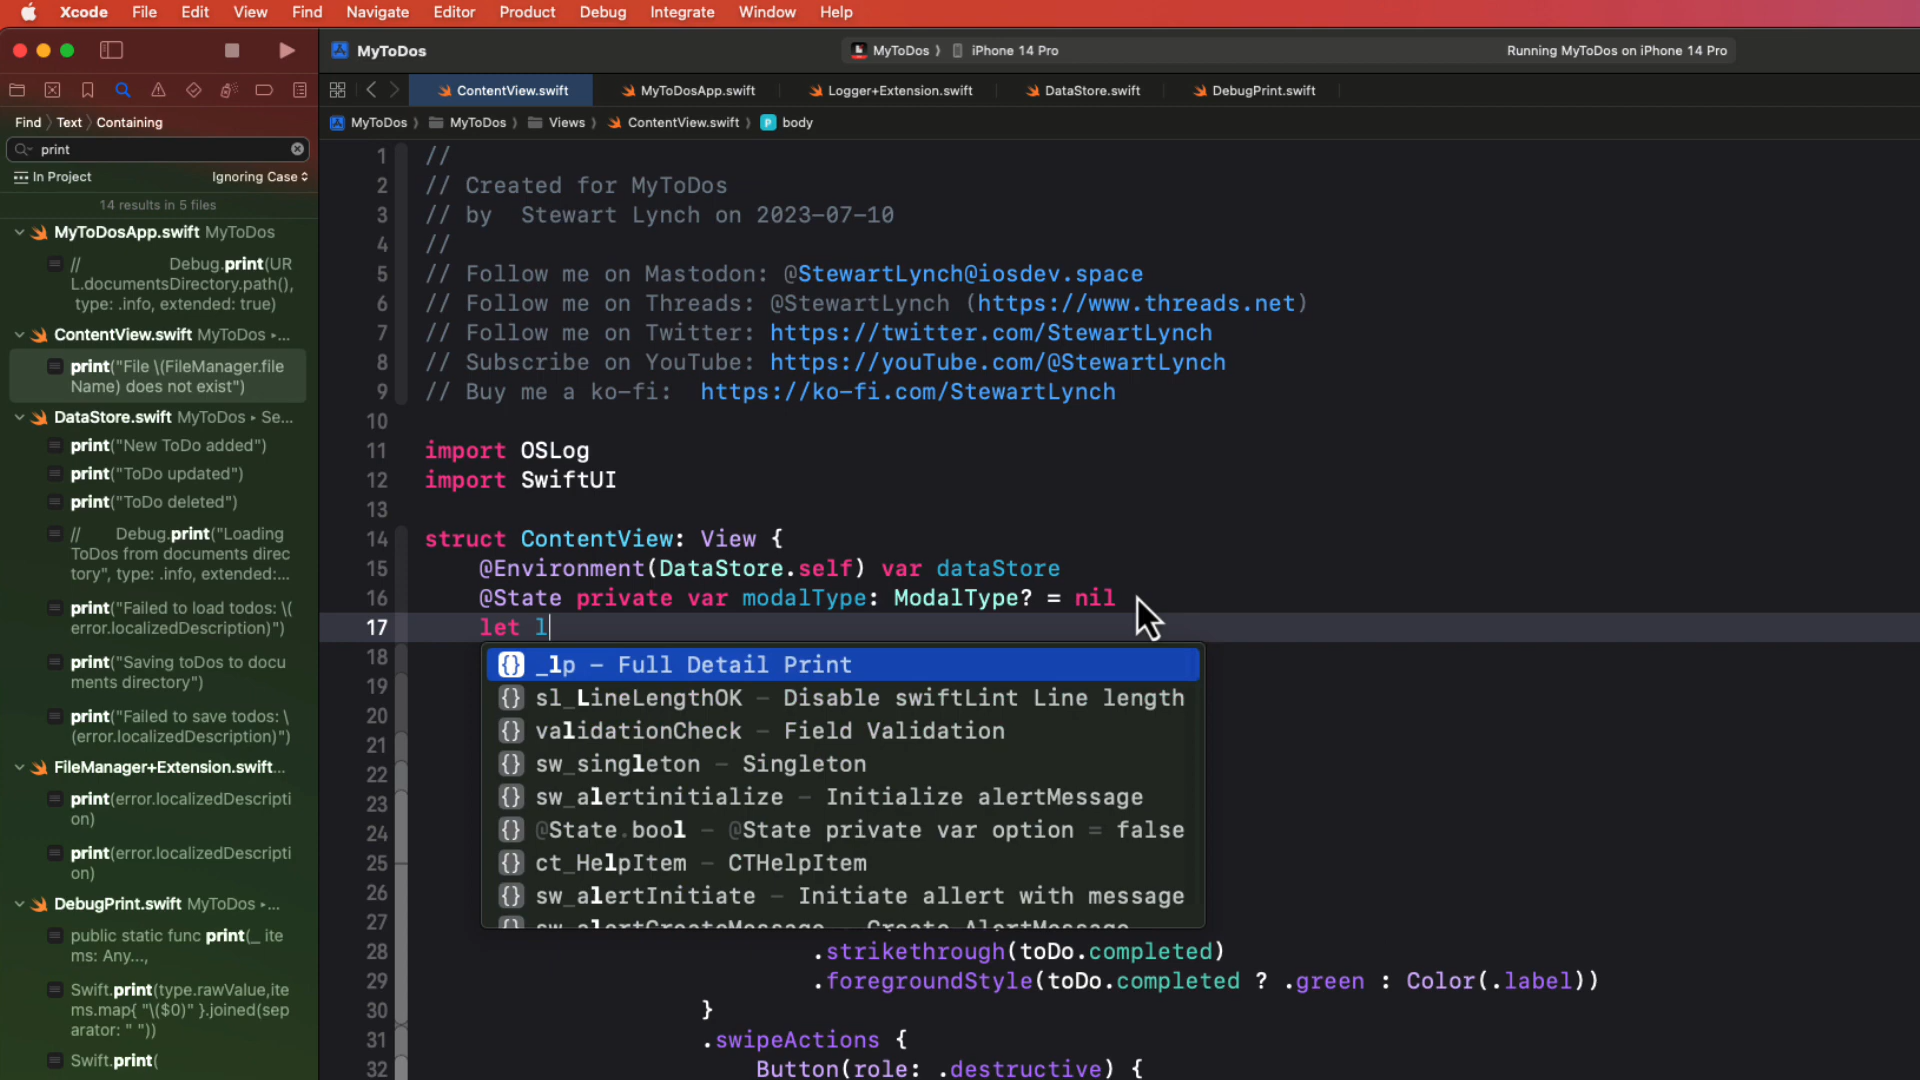 Xcode File Edit View Find Navigate Editor Product Debug Integrate Window Help
MyToDos
MyToDos 〉 iPhone 14 Pro
Running MyToDos on iPhone 14 Pro
ContentView.swift MyToDosApp.swift Logger+Extension.swift DataStore.swift DebugPrint.swift
Find 〉 Text 〉 Containing
MyToDos 〉 MyToDos 〉 Views 〉 ContentView.swift 〉 P body
print
In Project Ignoring Case
14 results in 5 files
MyToDosApp.swift MyToDos
// Debug.print(UR
L.documentsDirectory.path(),
type: .info, extended: true)
ContentView.swift MyToDos ▸...
print("File \(FileManager.file
Name) does not exist")
DataStore.swift MyToDos ▸ Se...
print("New ToDo added")
print("ToDo updated")
print("ToDo deleted")
// Debug.print("Loading
ToDos from documents direc
tory", type: .info, extended:...
print("Failed to load todos: \(
error.localizedDescription)")
print("Saving toDos to docu
ments directory")
print("Failed to save todos: \
(error.localizedDescription)")
FileManager+Extension.swift...
print(error.localizedDescripti
on)
print(error.localizedDescripti
on)
DebugPrint.swift MyToDos ▸...
public static func print(_ ite
ms: Any...,
Swift.print(type.rawValue,ite
ms.map{ "\($0)" }.joined(sep
arator: " "))
Swift.print(
1 //
2 // Created for MyToDos
3 // by Stewart Lynch on 2023-07-10
4 //
5 // Follow me on Mastodon: @StewartLynch@iosdev.space
6 // Follow me on Threads: @StewartLynch (https://www.threads.net)
7 // Follow me on Twitter: https://twitter.com/StewartLynch
8 // Subscribe on YouTube: https://youTube.com/@StewartLynch
9 // Buy me a ko-fi: https://ko-fi.com/StewartLynch
10
11 import OSLog
12 import SwiftUI
13
14 struct ContentView: View {
15 @Environment(DataStore.self) var dataStore
16 @State private var modalType: ModalType? = nil
17 let l
18 {} _lp – Full Detail Print
19 {} sl_LineLengthOK – Disable swiftLint Line length
20 {} validationCheck – Field Validation
21
22 {} sw_singleton – Singleton
23 {} sw_alertinitialize – Initialize alertMessage
24 {} @State.bool – @State private var option = false
25 {} ct_HelpItem – CTHelpItem
26 {} sw_alertInitiate – Initiate allert with message
27 {} sw_alertCreateMessage – Create AlertMessage
28 .strikethrough(toDo.completed)
29 .foregroundStyle(toDo.completed ? .green : Color(.label))
30 }
31 .swipeActions {
32 Button(role: .destructive) {